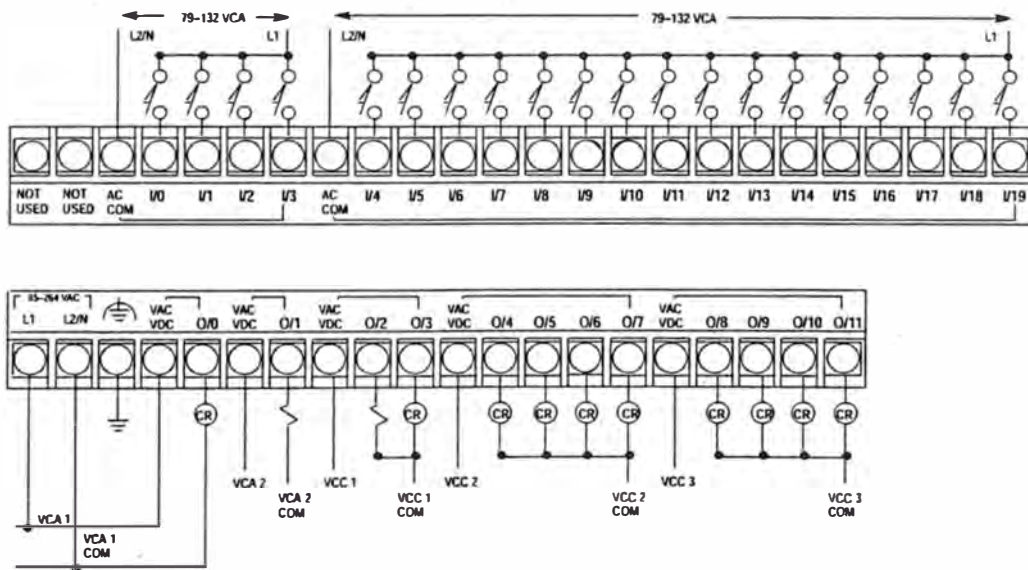 79–132 VCA 79–132 VCA
L2/N L1 L2/N L1
NOT USED NOT USED AC COM I/0 I/1 I/2 I/3 AC COM I/4 I/5 I/6 I/7 I/8 I/9 I/10 I/11 I/12 I/13 I/14 I/15 I/16 I/17 I/18 I/19
85–264 VAC
L1 L2/N VAC VDC O/0 VAC VDC O/1 VAC VDC O/2 O/3 VAC VDC O/4 O/5 O/6 O/7 VAC VDC O/8 O/9 O/10 O/11
CR CR CR CR CR CR CR CR CR CR
VCA 2 VCA 2 COM VCC 1 VCC 1 COM VCC 2 VCC 2 COM VCC 3 VCC 3 COM
VCA 1
VCA 1 COM